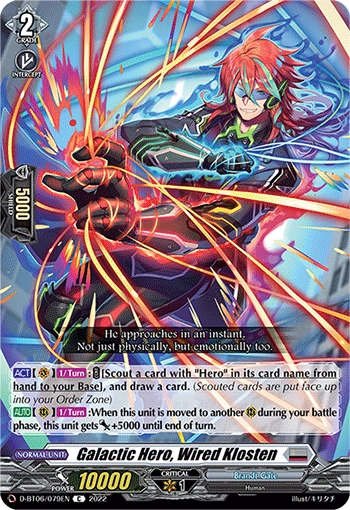 2
GRADE
INTERCEPT
5000
SHIELD
He approaches in an instant.
Not just physically, but emotionally too.
ACT [ ] 1/Turn : [Scout a card with "Hero" in its card name from
hand to your Base], and draw a card. (Scouted cards are put face up
into your Order Zone)
AUTO [ ] 1/Turn :When this unit is moved to another during your battle
phase, this unit gets +5000 until end of turn.
NORMAL UNIT Galactic Hero, Wired Klosten
POWER 10000 CRITICAL 1 Brandt Gate
Human
D-BT06/079EN C 2022 illust/キリタチ